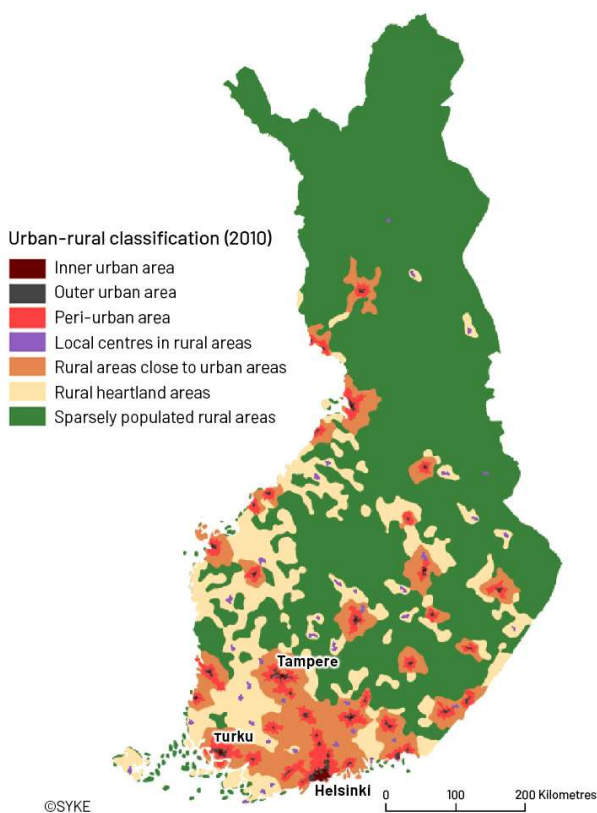 Urban-rural classification (2010)
Inner urban area
Outer urban area
Peri-urban area
Local centres in rural areas
Rural areas close to urban areas
Rural heartland areas
Sparsely populated rural areas
Tampere
Turku
Helsinki
0 100 200 Kilometres
©SYKE